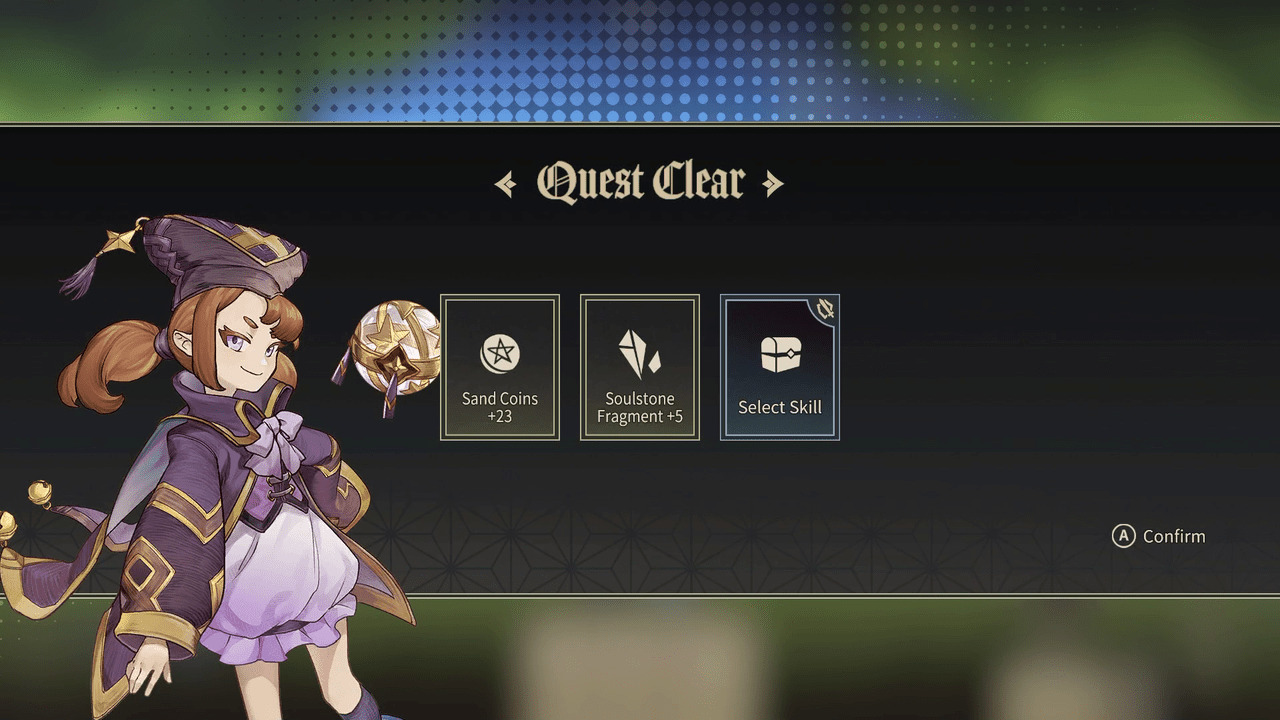 Quest Clear
Sand Coins
+23
Soulstone
Fragment +5
Select Skill
A Confirm